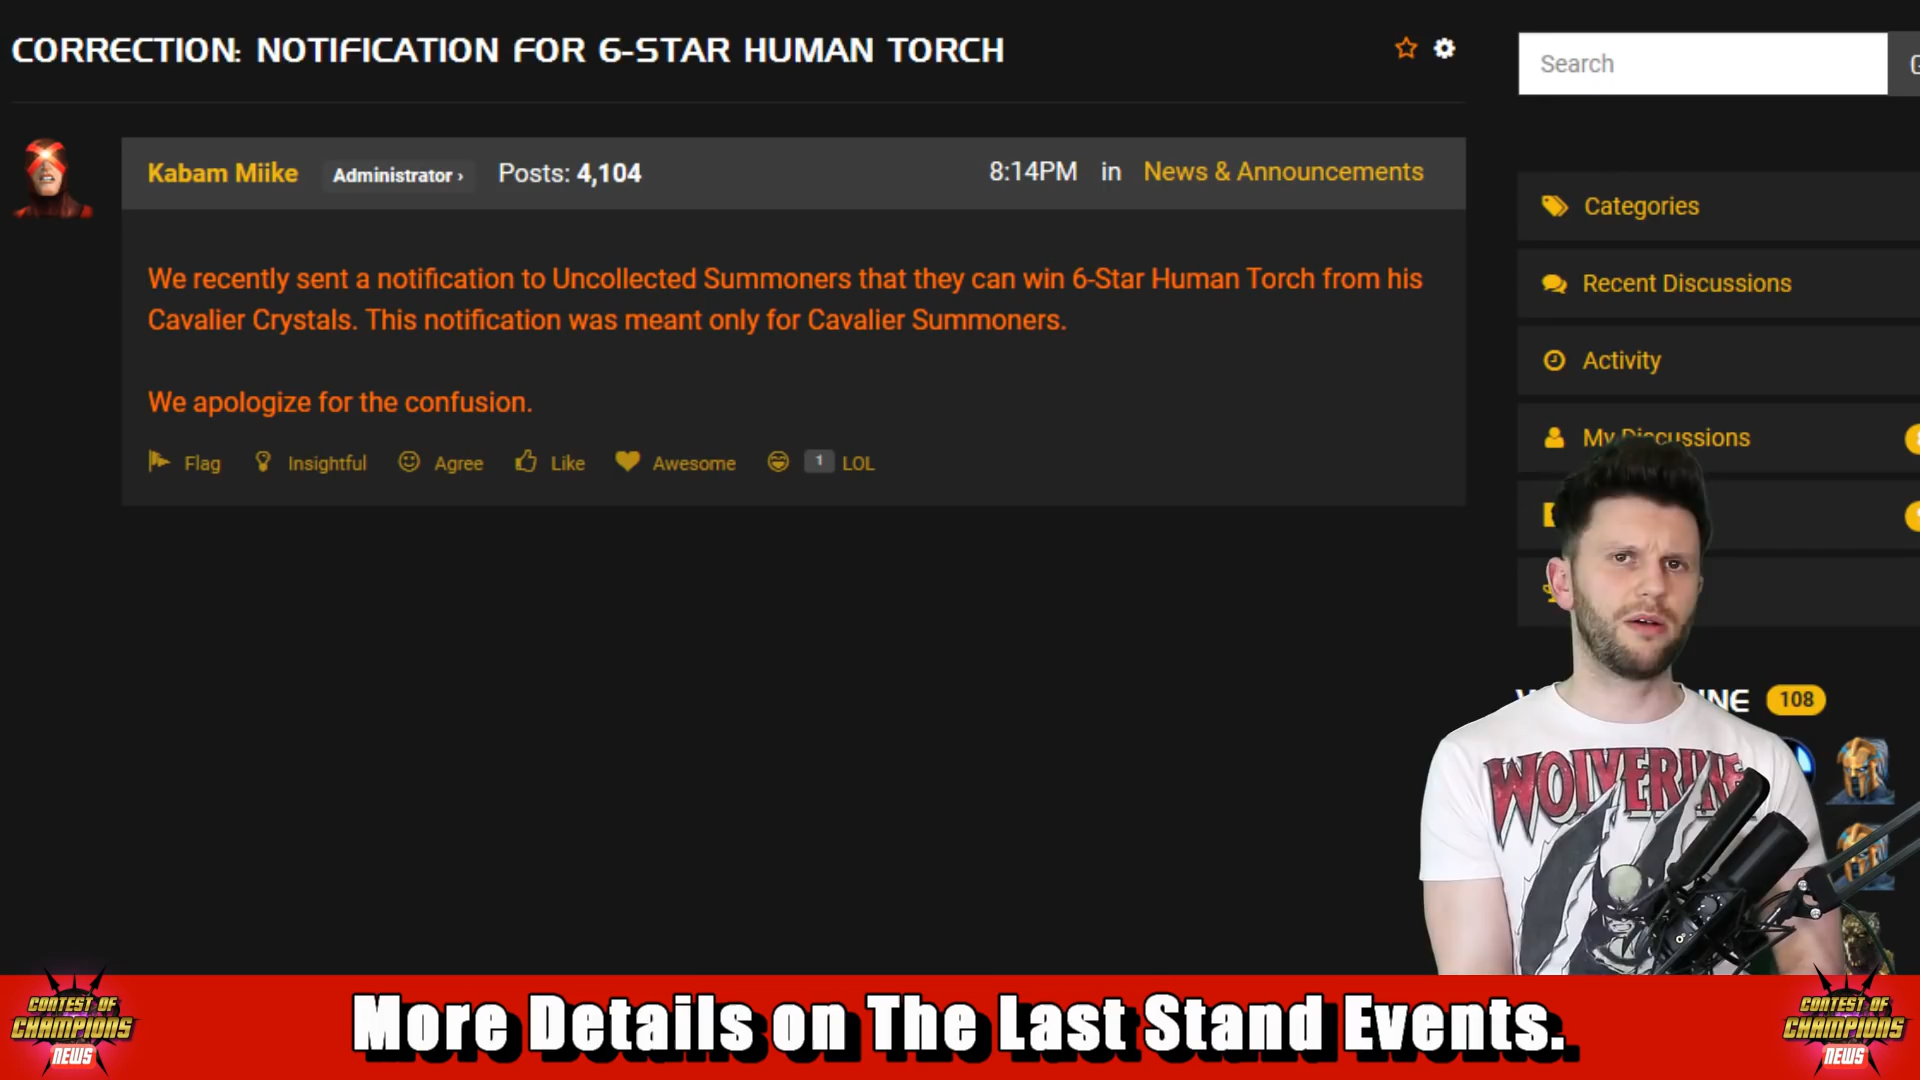 CORRECTION: NOTIFICATION FOR 6-STAR HUMAN TORCH
Search
Kabam Miike Administrator › Posts: 4,104 8:14PM in News & Announcements
We recently sent a notification to Uncollected Summoners that they can win 6-Star Human Torch from his
Cavalier Crystals. This notification was meant only for Cavalier Summoners.
We apologize for the confusion.
Flag Insightful Agree Like Awesome 1 LOL
Categories
Recent Discussions
Activity
My Discussions
108
WOLVERINE
CONTEST OF
CHAMPIONS
NEWS
More Details on The Last Stand Events.
CONTEST OF
CHAMPIONS
NEWS